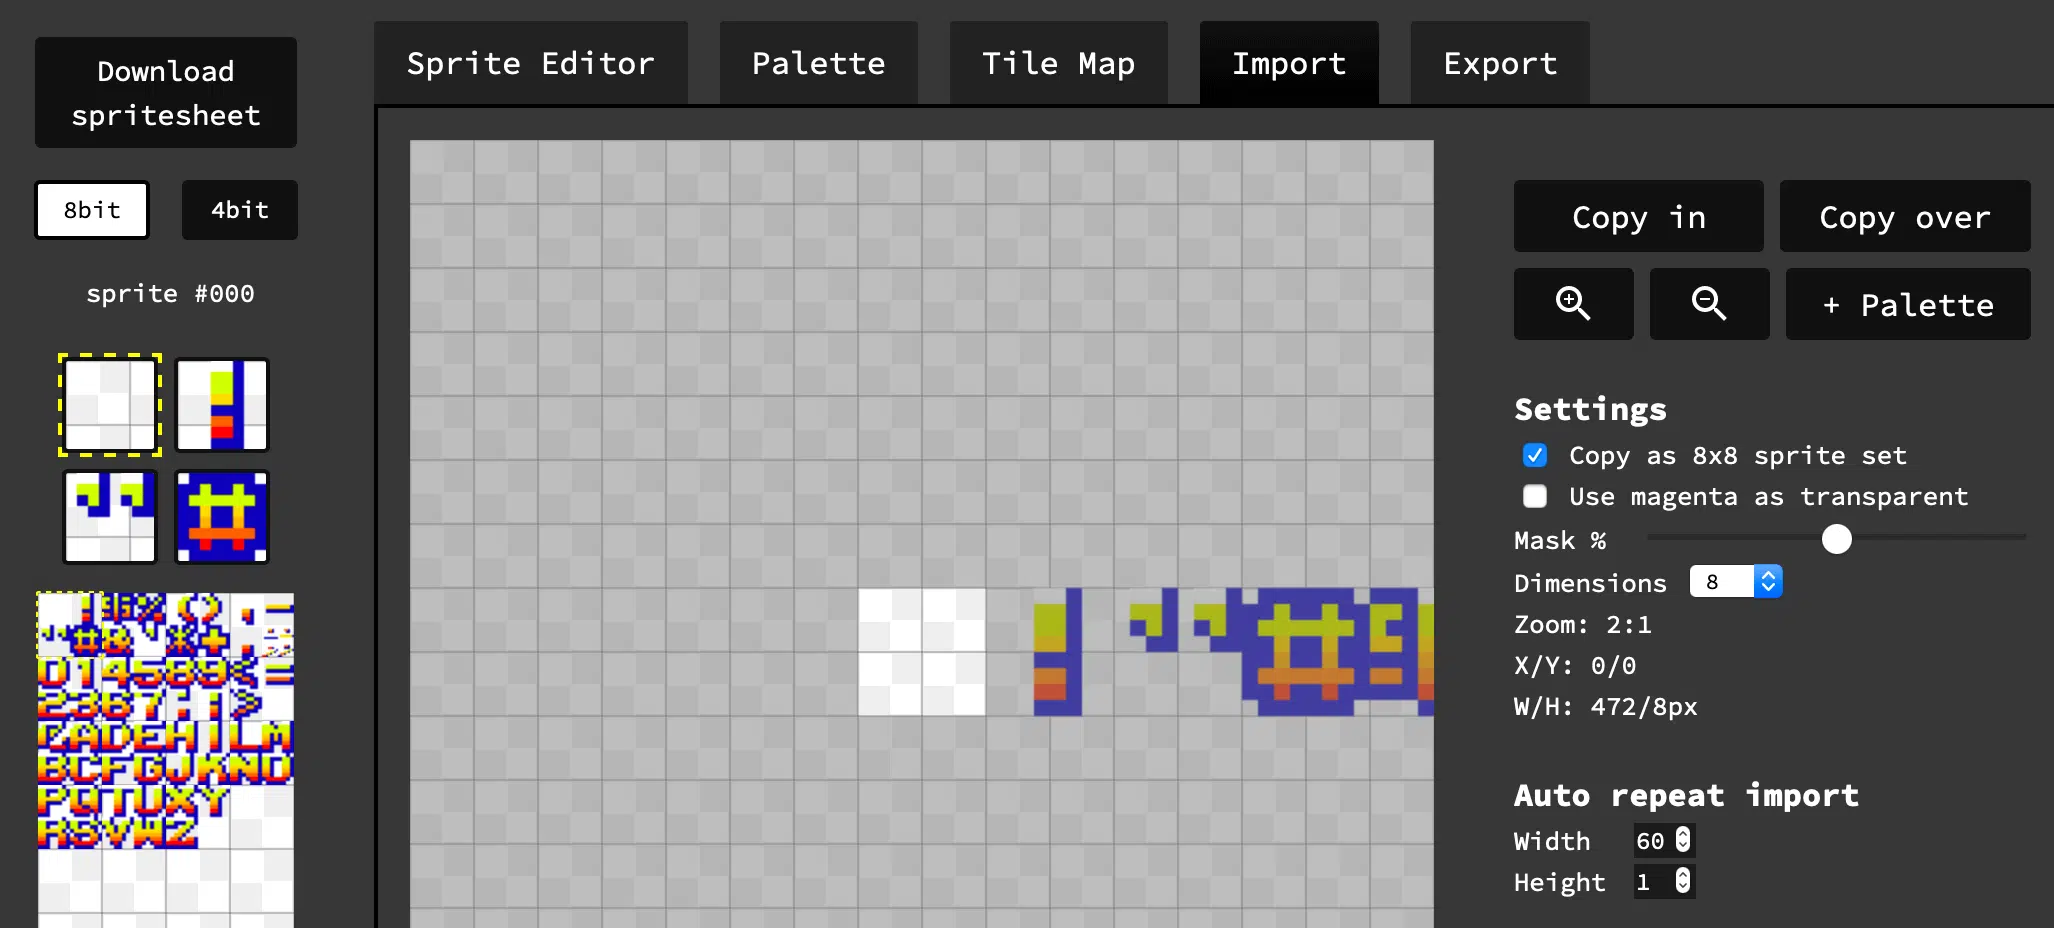 Download
spritesheet
8bit
4bit
sprite #000
Sprite Editor
Palette
Tile Map
Import
Export
Copy in
Copy over
+ Palette
Settings
Copy as 8x8 sprite set
Use magenta as transparent
Mask %
Dimensions 8
Zoom: 2:1
X/Y: 0/0
W/H: 472/8px
Auto repeat import
Width 60
Height 1